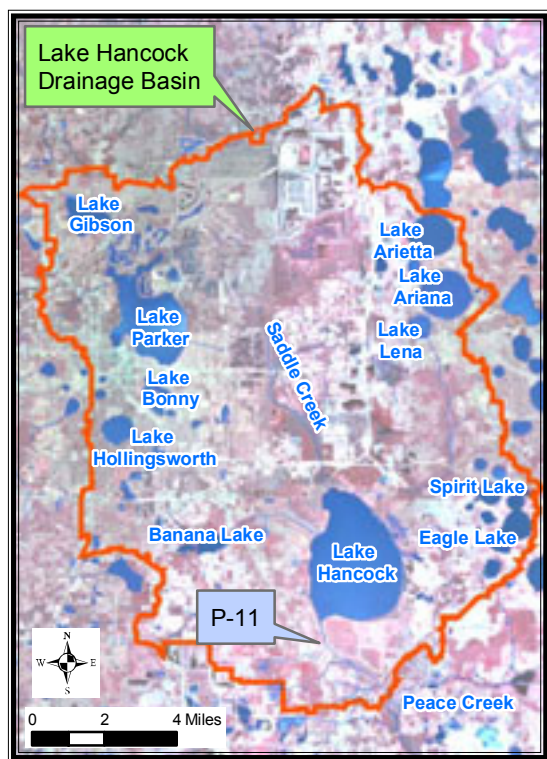 Lake Hancock
Drainage Basin
Lake
Gibson
Lake
Arietta
Lake
Ariana
Lake
Parker
Lake
Lena
Saddle Creek
Lake
Bonny
Lake
Hollingsworth
Spirit Lake
Banana Lake
Eagle Lake
Lake
Hancock
P-11
N
W E
S
Peace Creek
0 2 4 Miles